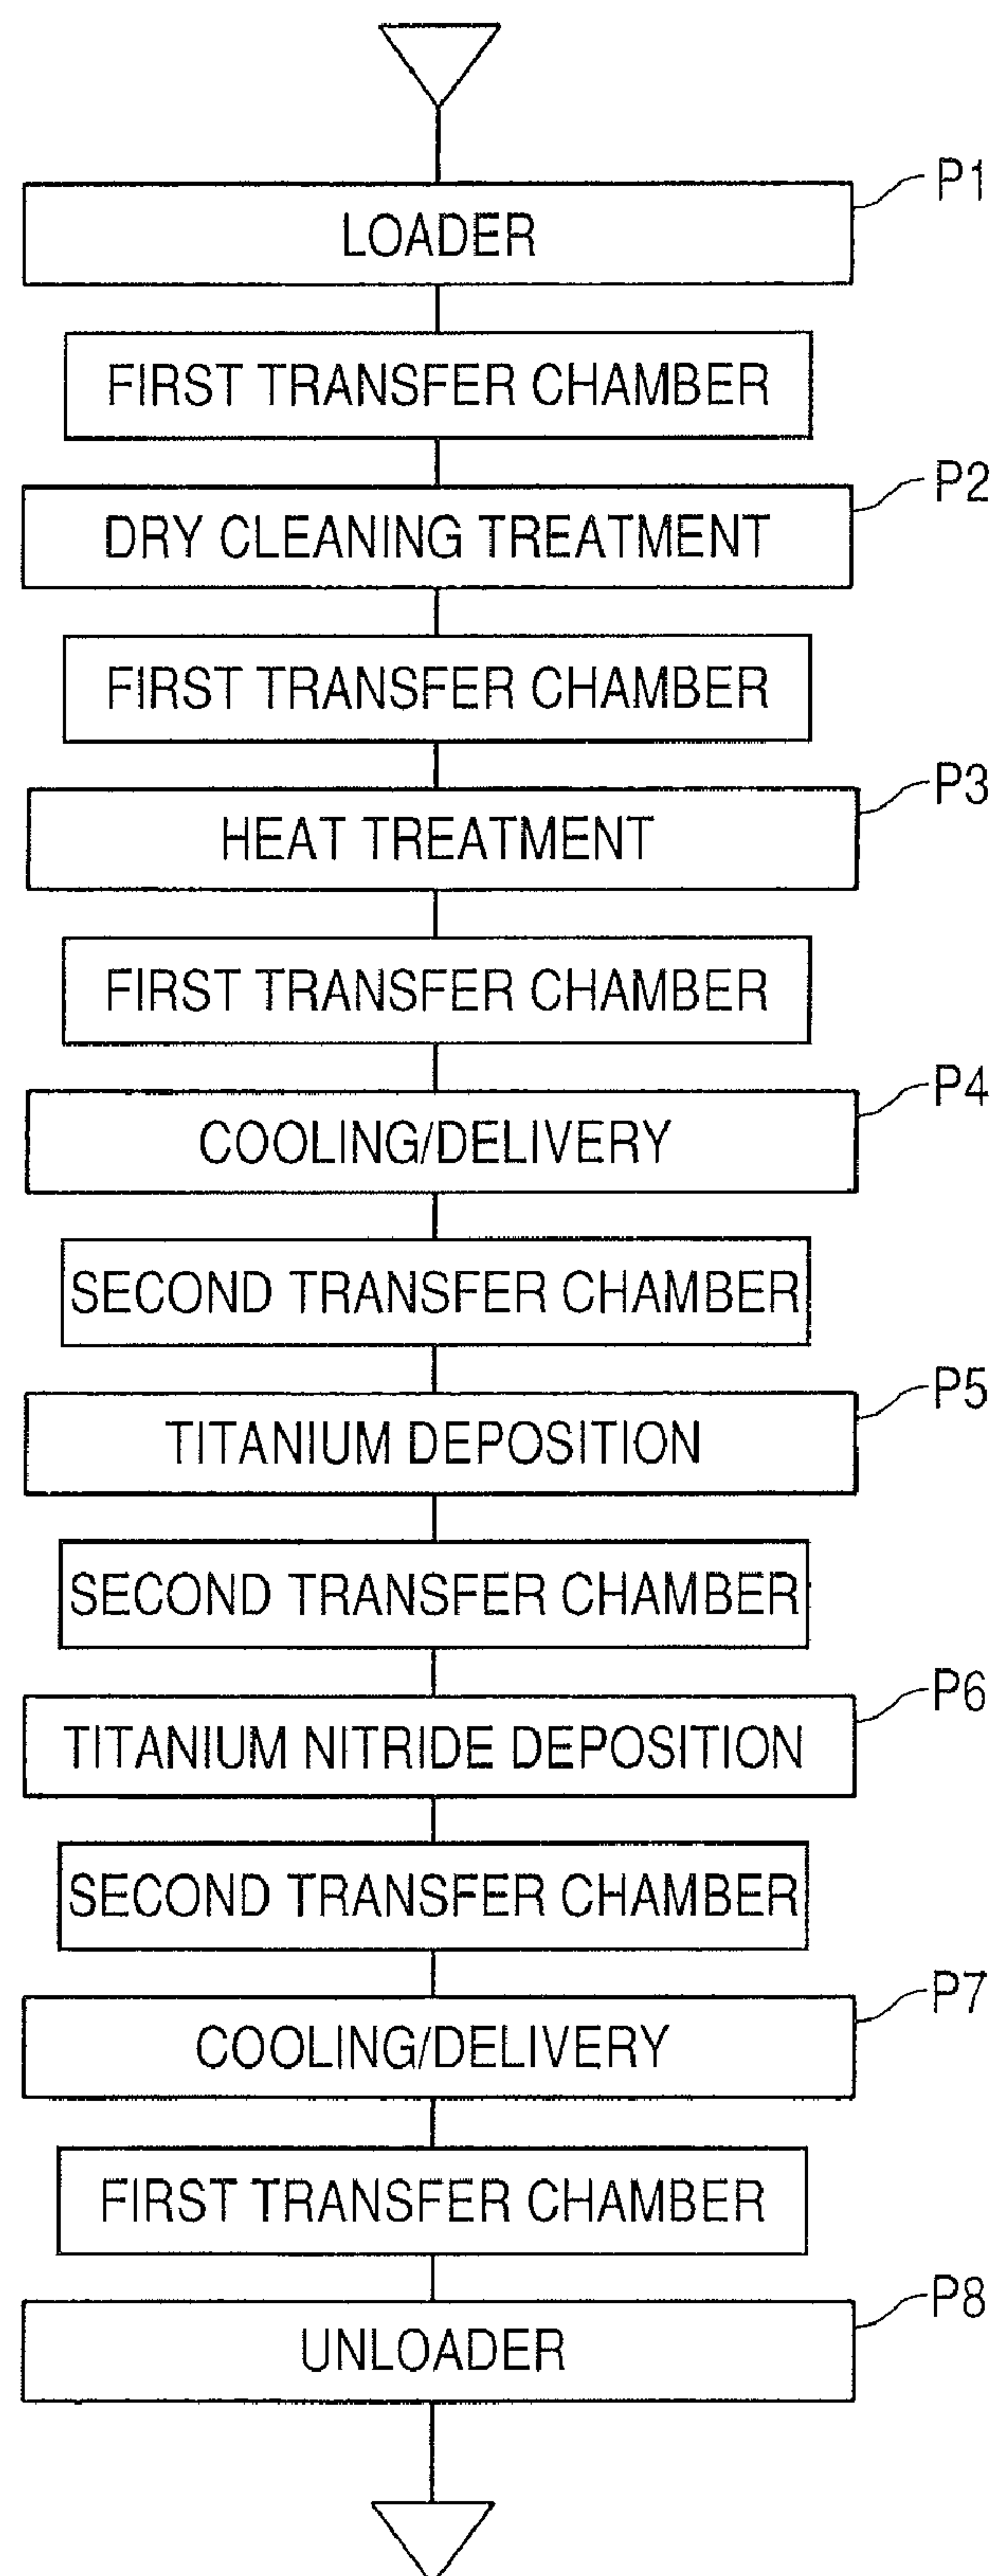 P1
LOADER
FIRST TRANSFER CHAMBER
P2
DRY CLEANING TREATMENT
FIRST TRANSFER CHAMBER
P3
HEAT TREATMENT
FIRST TRANSFER CHAMBER
P4
COOLING/DELIVERY
SECOND TRANSFER CHAMBER
P5
TITANIUM DEPOSITION
SECOND TRANSFER CHAMBER
P6
TITANIUM NITRIDE DEPOSITION
SECOND TRANSFER CHAMBER
P7
COOLING/DELIVERY
FIRST TRANSFER CHAMBER
P8
UNLOADER